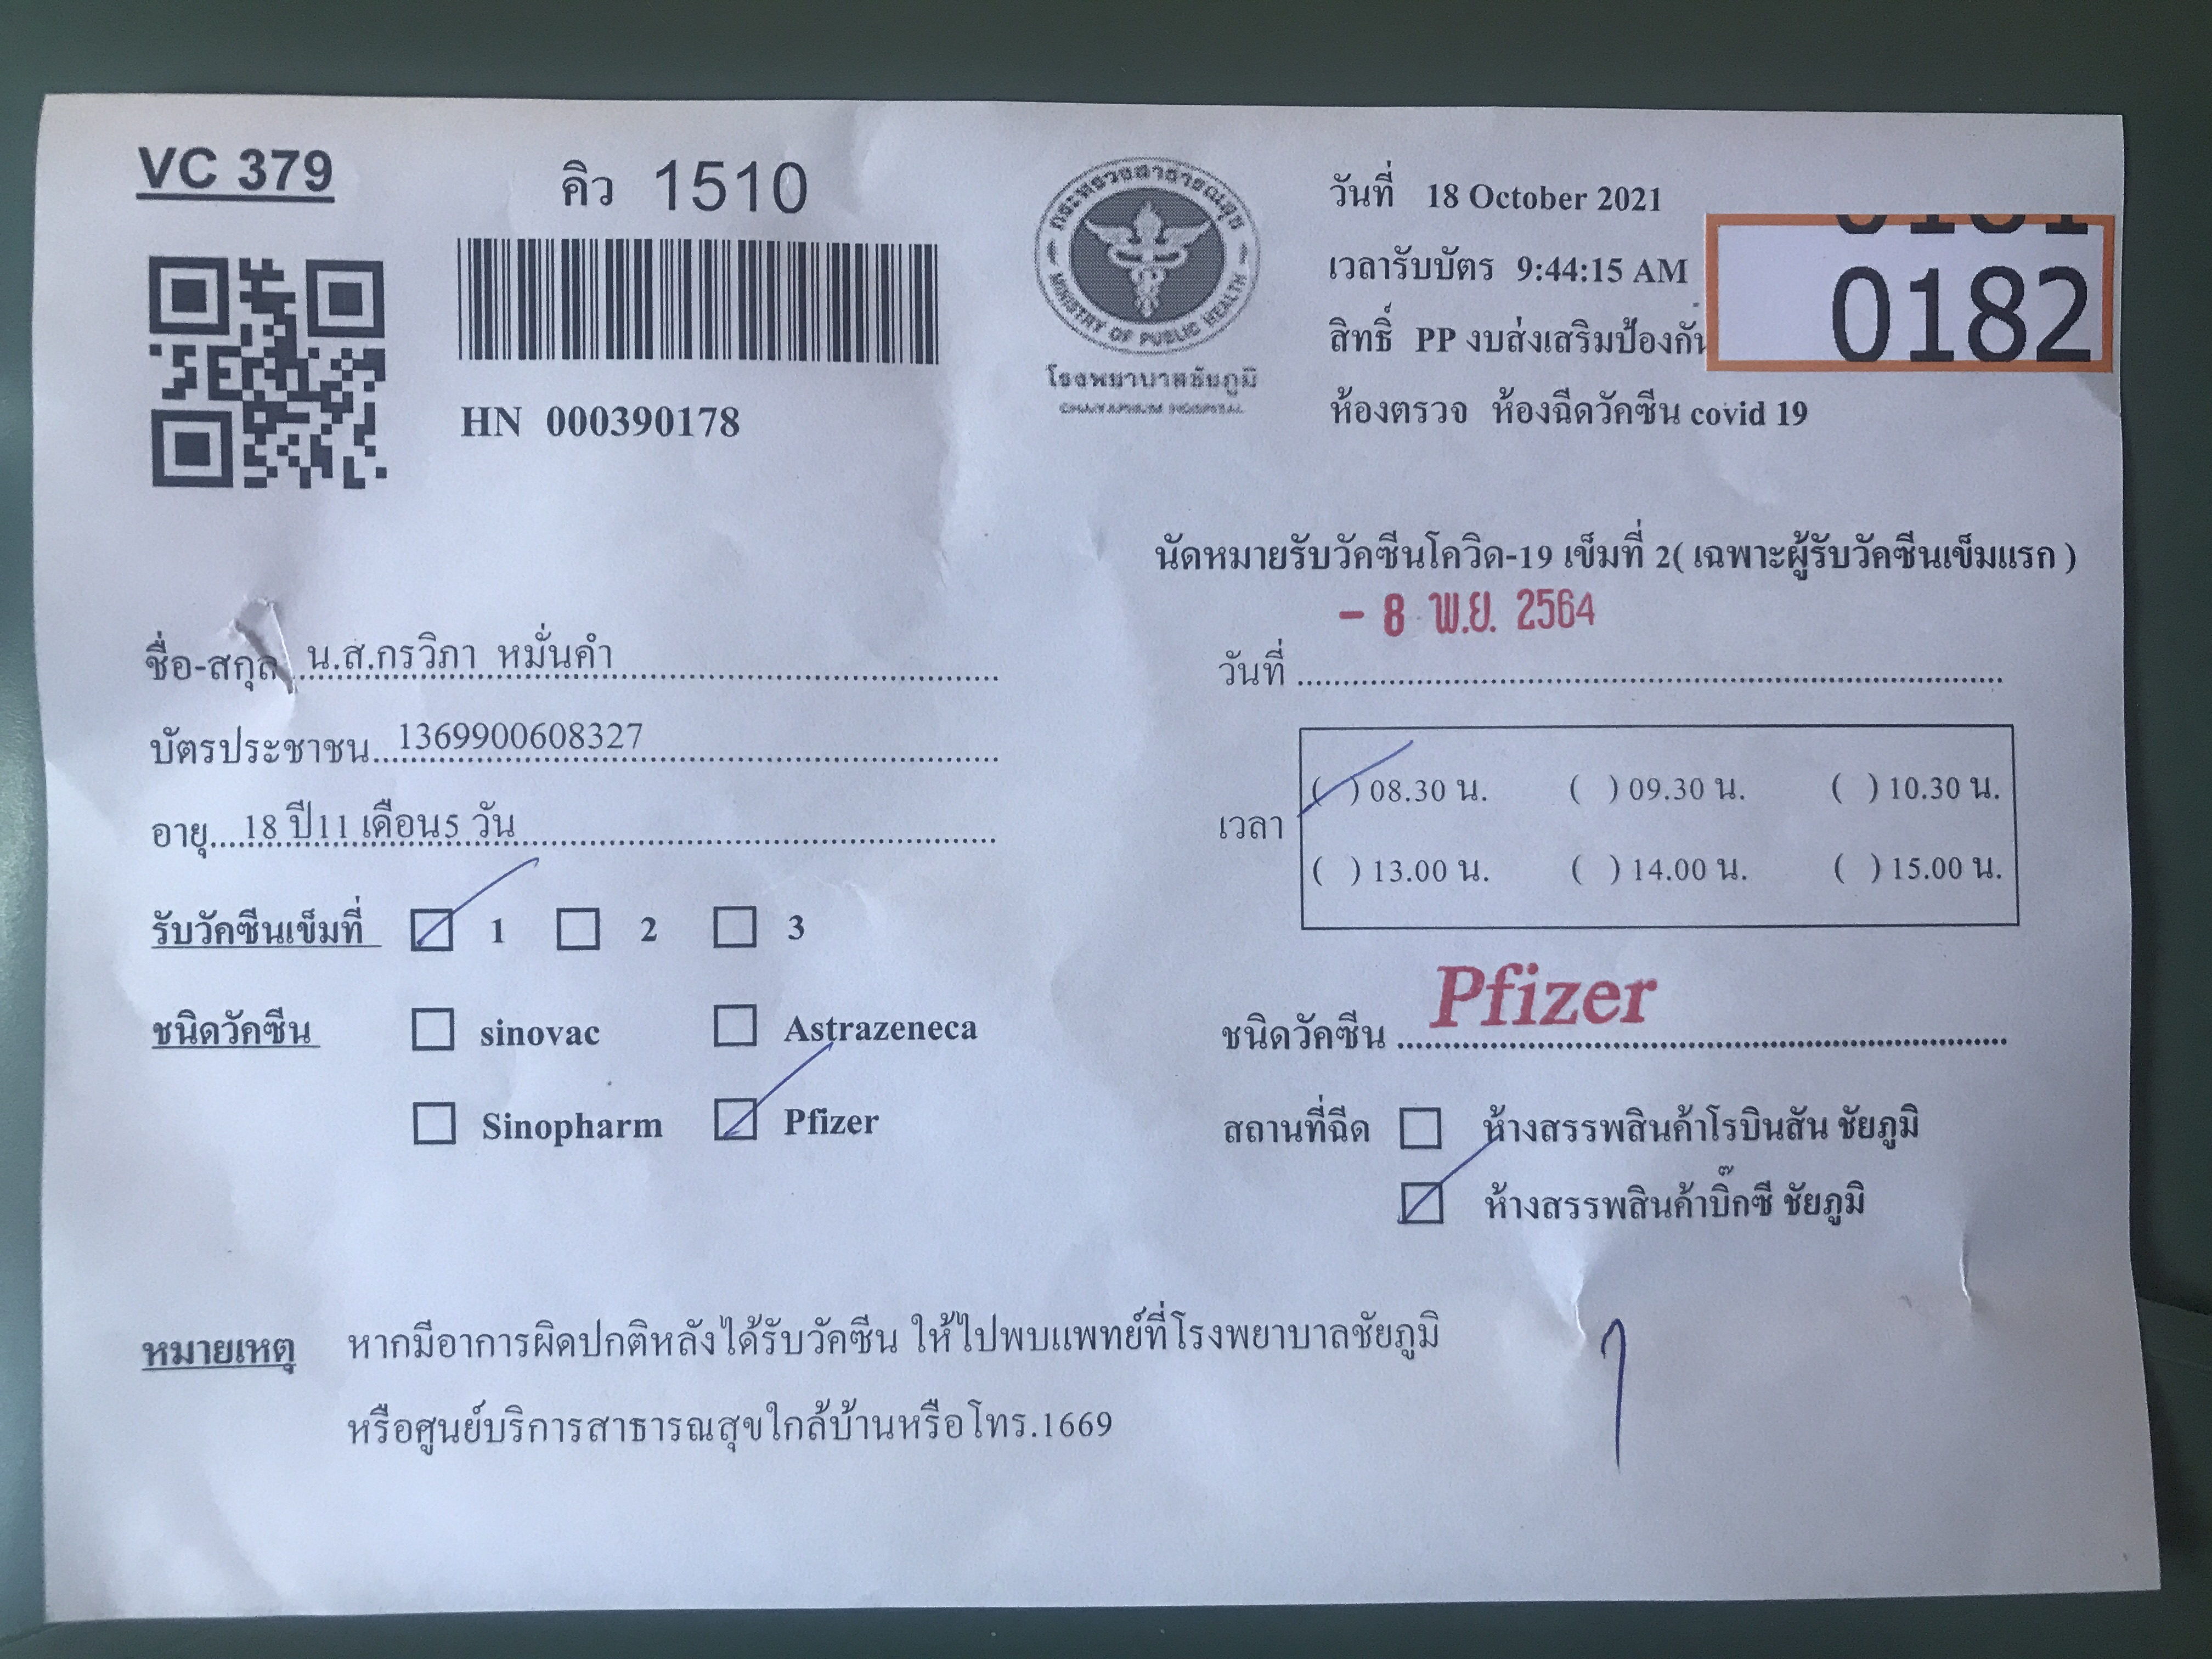 VC 379
คิว 1510
HN 000390178
กระทรวงสาธารณสุข
MINISTRY OF PUBLIC HEALTH
โรงพยาบาลชัยภูมิ
CHAIYAPHUM HOSPITAL
วันที่ 18 October 2021
เวลารับบัตร 9:44:15 AM
สิทธิ์ PP งบส่งเสริมป้องกัน
ห้องตรวจ ห้องฉีดวัคซีน covid 19
0182
ชื่อ-สกุล น.ส.กรวิภา หมั่นคำ
บัตรประชาชน 1369900608327
อายุ 18 ปี11 เดือน5 วัน
รับวัคซีนเข็มที่ 1 2 3
ชนิดวัคซีน sinovac Astrazeneca
Sinopharm Pfizer
นัดหมายรับวัคซีนโควิด-19 เข็มที่ 2( เฉพาะผู้รับวัคซีนเข็มแรก )
วันที่ - 8 พ.ย. 2564
เวลา ( ) 08.30 น. ( ) 09.30 น. ( ) 10.30 น.
( ) 13.00 น. ( ) 14.00 น. ( ) 15.00 น.
ชนิดวัคซีน Pfizer
สถานที่ฉีด ห้างสรรพสินค้าโรบินสัน ชัยภูมิ
ห้างสรรพสินค้าบิ๊กซี ชัยภูมิ
หมายเหตุ หากมีอาการผิดปกติหลังได้รับวัคซีน ให้ไปพบแพทย์ที่โรงพยาบาลชัยภูมิ
หรือศูนย์บริการสาธารณสุขใกล้บ้านหรือโทร.1669